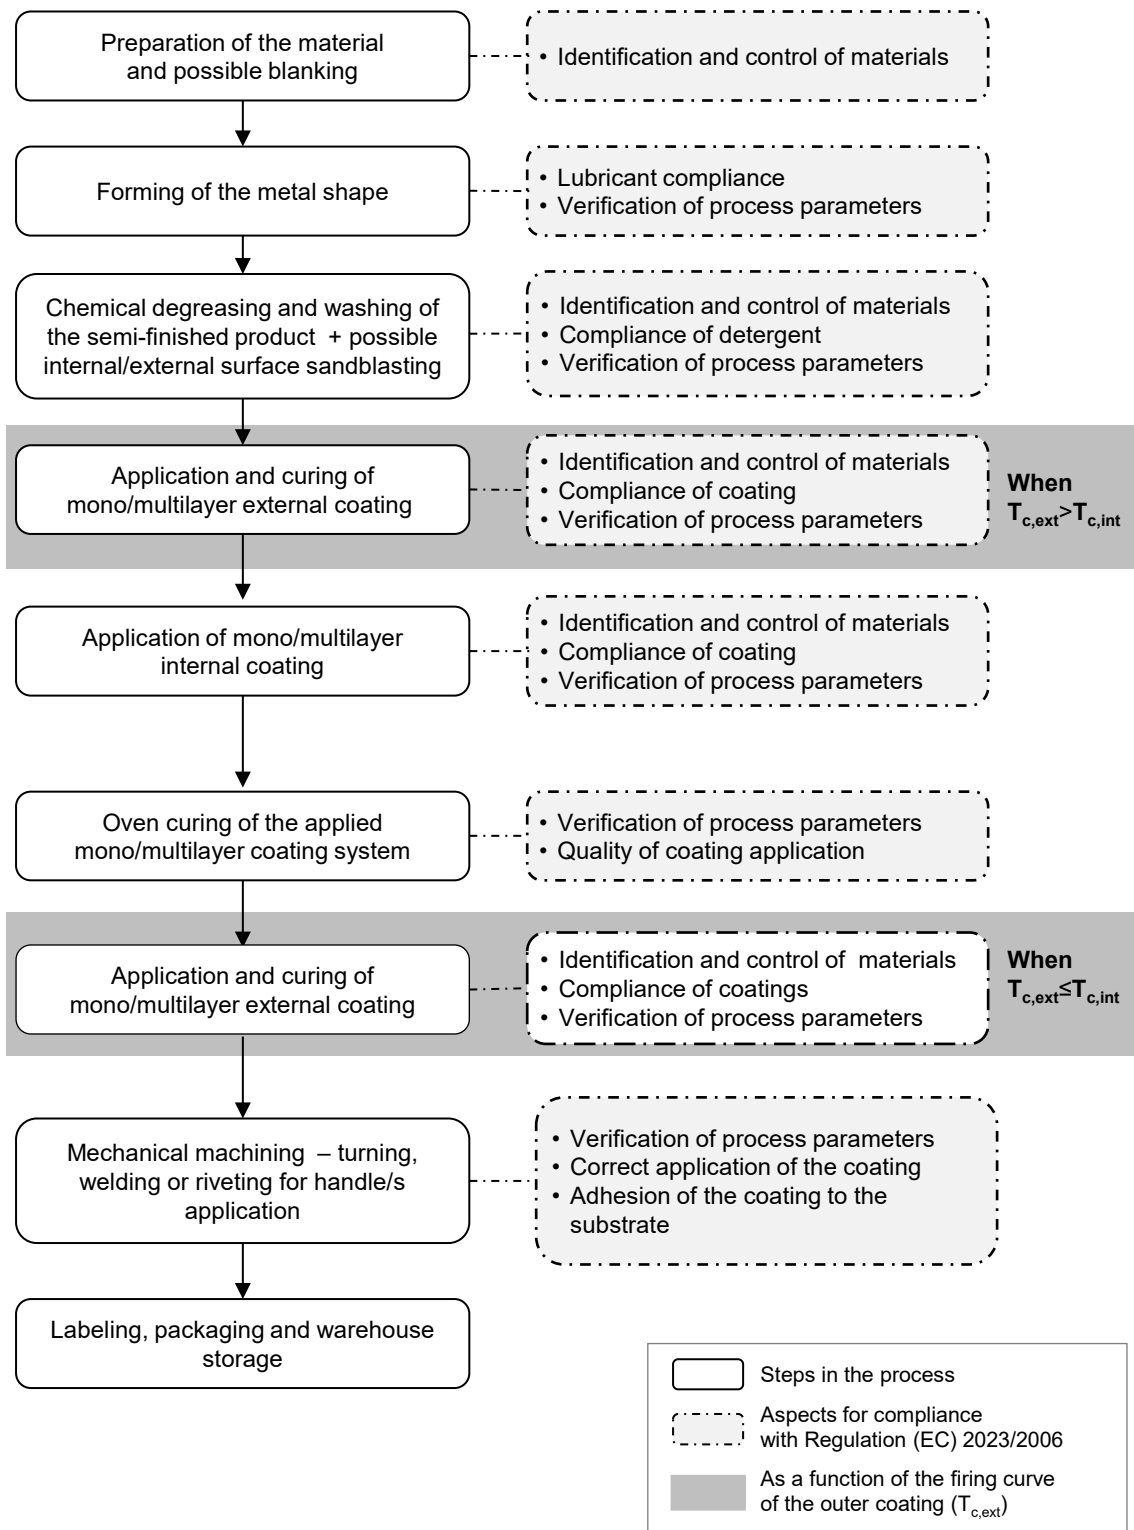 Preparation of the material
and possible blanking
• Identification and control of materials
Forming of the metal shape
• Lubricant compliance
• Verification of process parameters
Chemical degreasing and washing of
the semi-finished product + possible
internal/external surface sandblasting
• Identification and control of materials
• Compliance of detergent
• Verification of process parameters
Application and curing of
mono/multilayer external coating
• Identification and control of materials
• Compliance of coating
• Verification of process parameters
When
Tc,ext>Tc,int
Application of mono/multilayer
internal coating
• Identification and control of materials
• Compliance of coating
• Verification of process parameters
Oven curing of the applied
mono/multilayer coating system
• Verification of process parameters
• Quality of coating application
Application and curing of
mono/multilayer external coating
• Identification and control of materials
• Compliance of coatings
• Verification of process parameters
When
Tc,ext≤Tc,int
Mechanical machining – turning,
welding or riveting for handle/s
application
• Verification of process parameters
• Correct application of the coating
• Adhesion of the coating to the
substrate
Labeling, packaging and warehouse
storage
Steps in the process
Aspects for compliance
with Regulation (EC) 2023/2006
As a function of the firing curve
of the outer coating (Tc,ext)